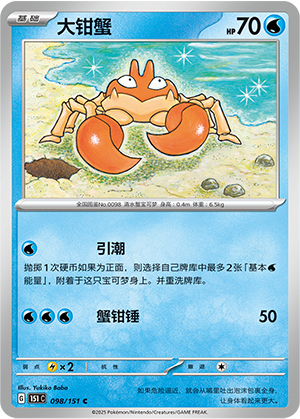 基础 大钳蟹 HP 70
全国图鉴No.0098 清水蟹宝可梦 身高：0.4m 体重：6.5kg
引潮
抛掷1次硬币如果为正面，则选择自己牌库中最多2张「基本
能量」，附着于这只宝可梦身上。并重洗牌库。
蟹钳锤 50
弱点 ×2 抗性 撤退
Illus. Yukiko Baba
G 151 C 098/151 C
如果危险逼近，就会从嘴里吐出泡沫包裹全身，
让身体看起来很大。
©2025 Pokémon/Nintendo/Creatures/GAME FREAK.